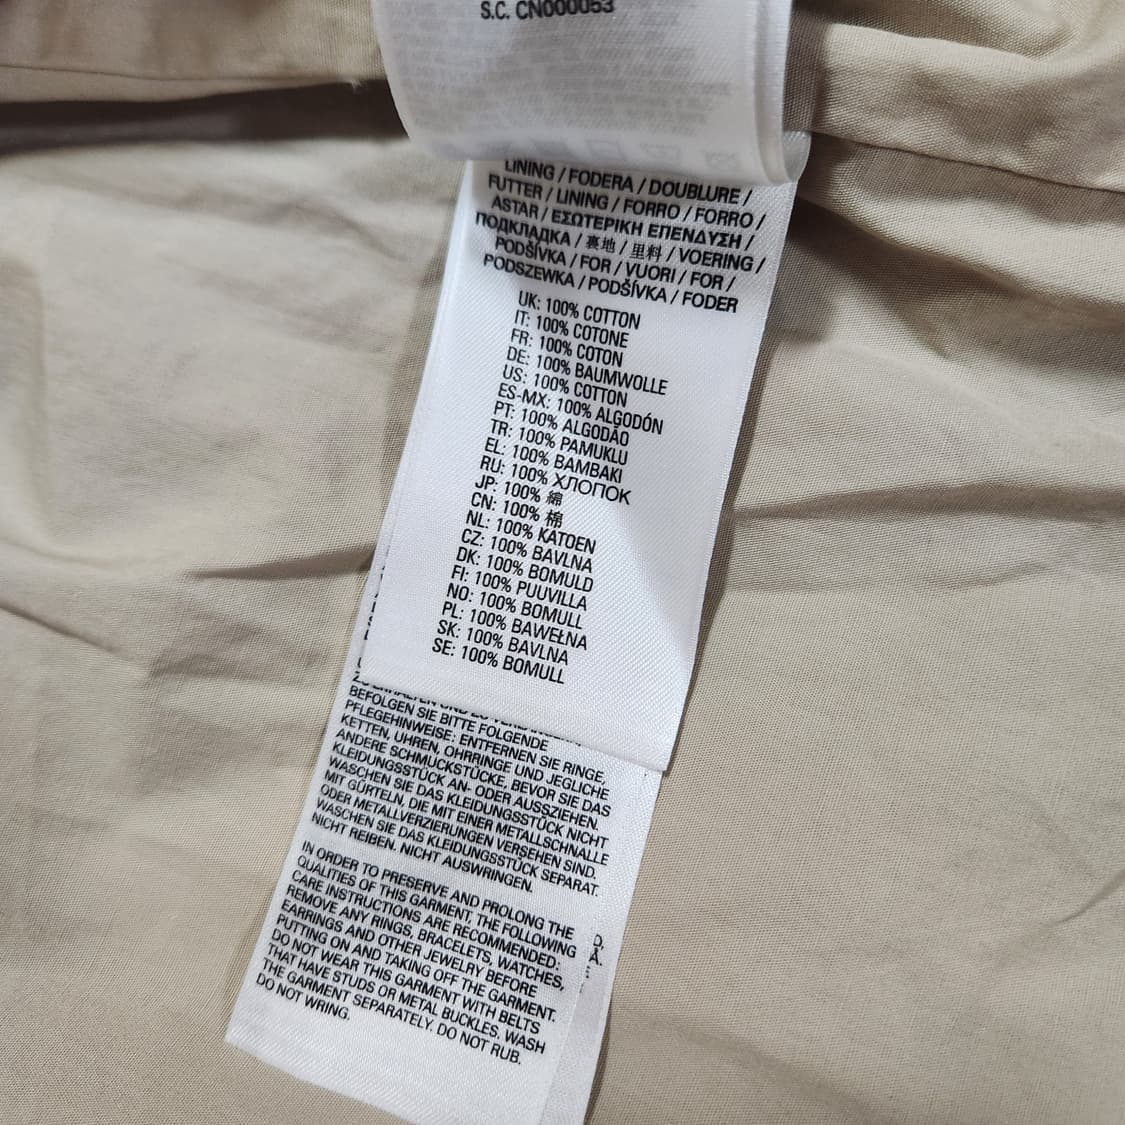 S.C. CN000053
LINING / FODERA / DOUBLURE /
FUTTER / LINING / FORRO / FORRO /
ASTAR / ΕΣΩΤΕΡΙΚΗ ΕΠΕΝΔΥΣΗ /
ПОДКЛАДКА / 裏地 / 里料 / VOERING /
PODŠÍVKA / FOR / VUORI / FOR /
PODSZEWKA / PODŠÍVKA / FODER
UK: 100% COTTON
IT: 100% COTONE
FR: 100% COTON
DE: 100% BAUMWOLLE
US: 100% COTTON
ES-MX: 100% ALGODÓN
PT: 100% ALGODÃO
TR: 100% PAMUKLU
EL: 100% ΒΑΜΒΑΚΙ
RU: 100% ХЛОПОК
JP: 100% 綿
CN: 100% 棉
NL: 100% KATOEN
CZ: 100% BAVLNA
DK: 100% BOMULD
FI: 100% PUUVILLA
NO: 100% BOMULL
PL: 100% BAWEŁNA
SK: 100% BAVLNA
SE: 100% BOMULL
ZU ERHALTEN UND ZU
BEFOLGEN SIE BITTE FOLGENDE
PFLEGEHINWEISE: ENTFERNEN SIE RINGE,
KETTEN, UHREN, OHRRINGE UND JEGLICHE
ANDERE SCHMUCKSTÜCKE, BEVOR SIE DAS
KLEIDUNGSSTÜCK AN- ODER AUSSZIEHEN.
WASCHEN SIE DAS KLEIDUNGSSTÜCK NICHT
MIT GÜRTELN, DIE MIT EINER METALLSCHNALLE
ODER METALLVERZIERUNGEN VERSEHEN SIND.
WASCHEN SIE DAS KLEIDUNGSSTÜCK SEPARAT.
NICHT REIBEN. NICHT AUSWRINGEN.
IN ORDER TO PRESERVE AND PROLONG THE
QUALITIES OF THIS GARMENT, THE FOLLOWING
CARE INSTRUCTIONS ARE RECOMMENDED:
REMOVE ANY RINGS, BRACELETS, WATCHES,
EARRINGS AND OTHER JEWELRY BEFORE
PUTTING ON AND TAKING OFF THE GARMENT.
DO NOT WEAR THIS GARMENT WITH BELTS
THAT HAVE STUDS OR METAL BUCKLES. WASH
THE GARMENT SEPARATELY. DO NOT RUB.
DO NOT WRING.